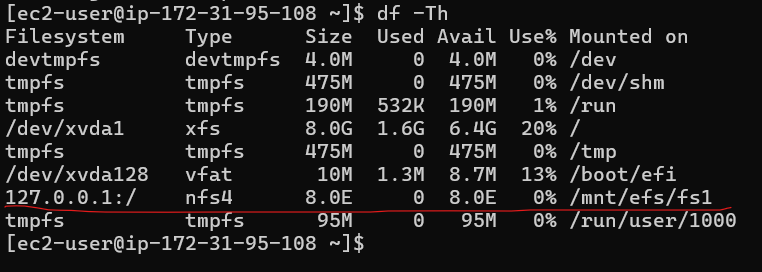 [ec2-user@ip-172-31-95-108 ~]$ df -Th
Filesystem     Type      Size  Used Avail Use% Mounted on
devtmpfs       devtmpfs  4.0M     0  4.0M   0% /dev
tmpfs          tmpfs     475M     0  475M   0% /dev/shm
tmpfs          tmpfs     190M  532K  190M   1% /run
/dev/xvda1     xfs       8.0G  1.6G  6.4G  20% /
tmpfs          tmpfs     475M     0  475M   0% /tmp
/dev/xvda128   vfat       10M  1.3M  8.7M  13% /boot/efi
127.0.0.1:/    nfs4      8.0E     0  8.0E   0% /mnt/efs/fs1
tmpfs          tmpfs      95M     0   95M   0% /run/user/1000
[ec2-user@ip-172-31-95-108 ~]$